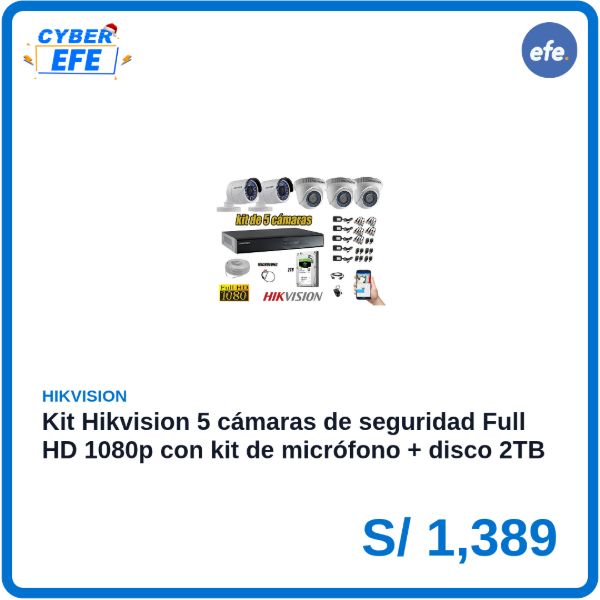 CYBER
EFE
efe.
kit de 5 cámaras
2TB
Full HD
1080
HIKVISION
HIKVISION
Kit Hikvision 5 cámaras de seguridad Full
HD 1080p con kit de micrófono + disco 2TB
S/ 1,389